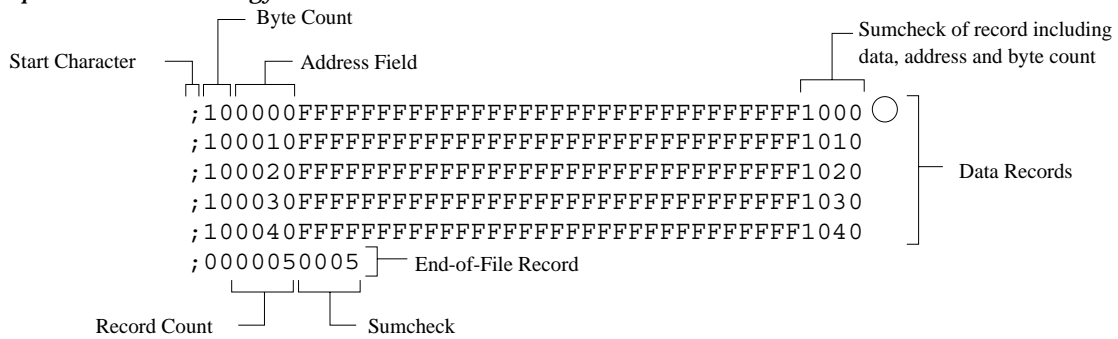 Byte Count
Sumcheck of record including
data, address and byte count
Start Character
Address Field
;100000FFFFFFFFFFFFFFFFFFFFFFFFFFFFFFFF1000
;100010FFFFFFFFFFFFFFFFFFFFFFFFFFFFFFFF1010
;100020FFFFFFFFFFFFFFFFFFFFFFFFFFFFFFFF1020
;100030FFFFFFFFFFFFFFFFFFFFFFFFFFFFFFFF1030
;100040FFFFFFFFFFFFFFFFFFFFFFFFFFFFFFFF1040
Data Records
;0000050005
End-of-File Record
Record Count
Sumcheck